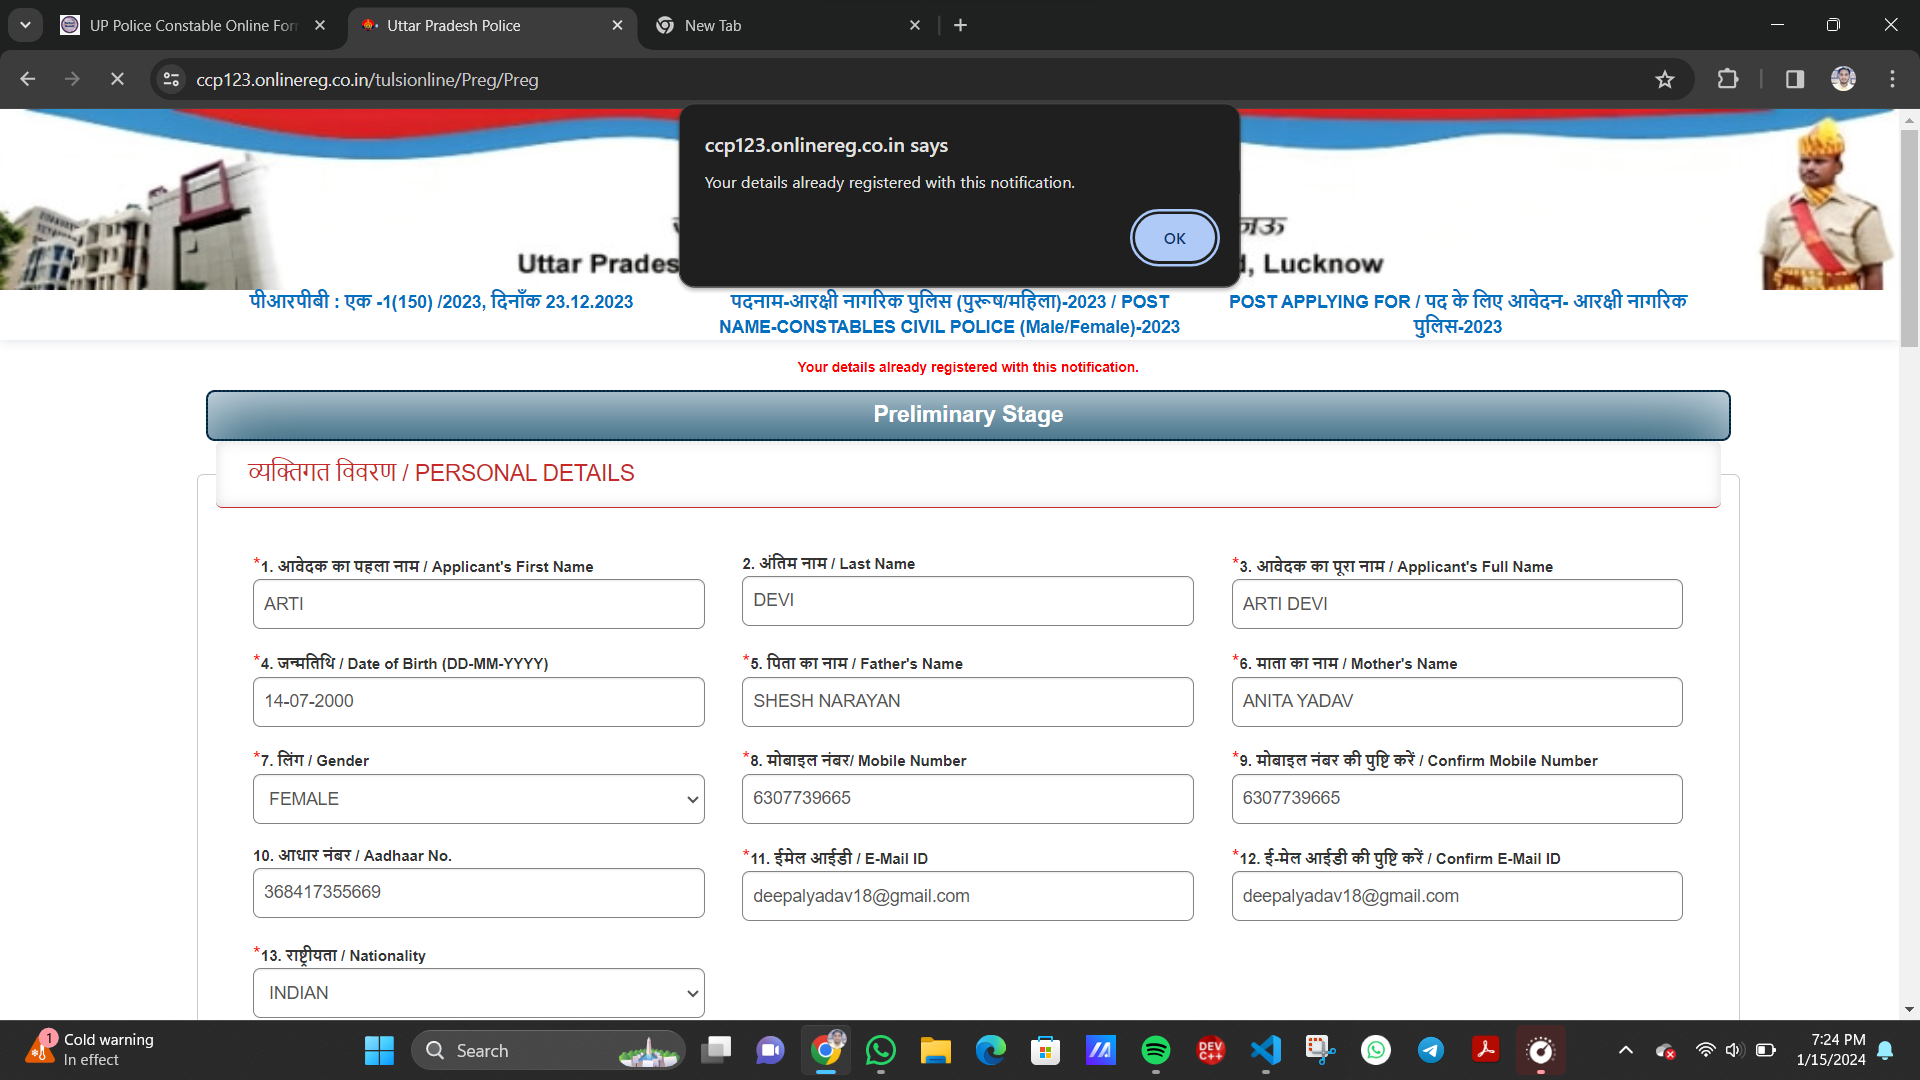 UP Police Constable Online For
Uttar Pradesh Police
New Tab
ccp123.onlinereg.co.in/tulsionline/Preg/Preg
ccp123.onlinereg.co.in says
Your details already registered with this notification.
OK
Uttar Prades
, Lucknow
पीआरपीबी : एक -1(150) /2023, दिनाँक 23.12.2023
पदनाम-आरक्षी नागरिक पुलिस (पुरूष/महिला)-2023 / POST
NAME-CONSTABLES CIVIL POLICE (Male/Female)-2023
POST APPLYING FOR / पद के लिए आवेदन- आरक्षी नागरिक
पुलिस-2023
Your details already registered with this notification.
Preliminary Stage
व्यक्तिगत विवरण / PERSONAL DETAILS
*1. आवेदक का पहला नाम / Applicant's First Name
ARTI
2. अंतिम नाम / Last Name
DEVI
*3. आवेदक का पूरा नाम / Applicant's Full Name
ARTI DEVI
*4. जन्मतिथि / Date of Birth (DD-MM-YYYY)
14-07-2000
*5. पिता का नाम / Father's Name
SHESH NARAYAN
*6. माता का नाम / Mother's Name
ANITA YADAV
*7. लिंग / Gender
FEMALE
*8. मोबाइल नंबर/ Mobile Number
6307739665
*9. मोबाइल नंबर की पुष्टि करें / Confirm Mobile Number
6307739665
10. आधार नंबर / Aadhaar No.
368417355669
*11. ईमेल आईडी / E-Mail ID
deepalyadav18@gmail.com
*12. ई-मेल आईडी की पुष्टि करें / Confirm E-Mail ID
deepalyadav18@gmail.com
*13. राष्ट्रीयता / Nationality
INDIAN
1
Cold warning
In effect
Search
DEV
C++
7:24 PM
1/15/2024